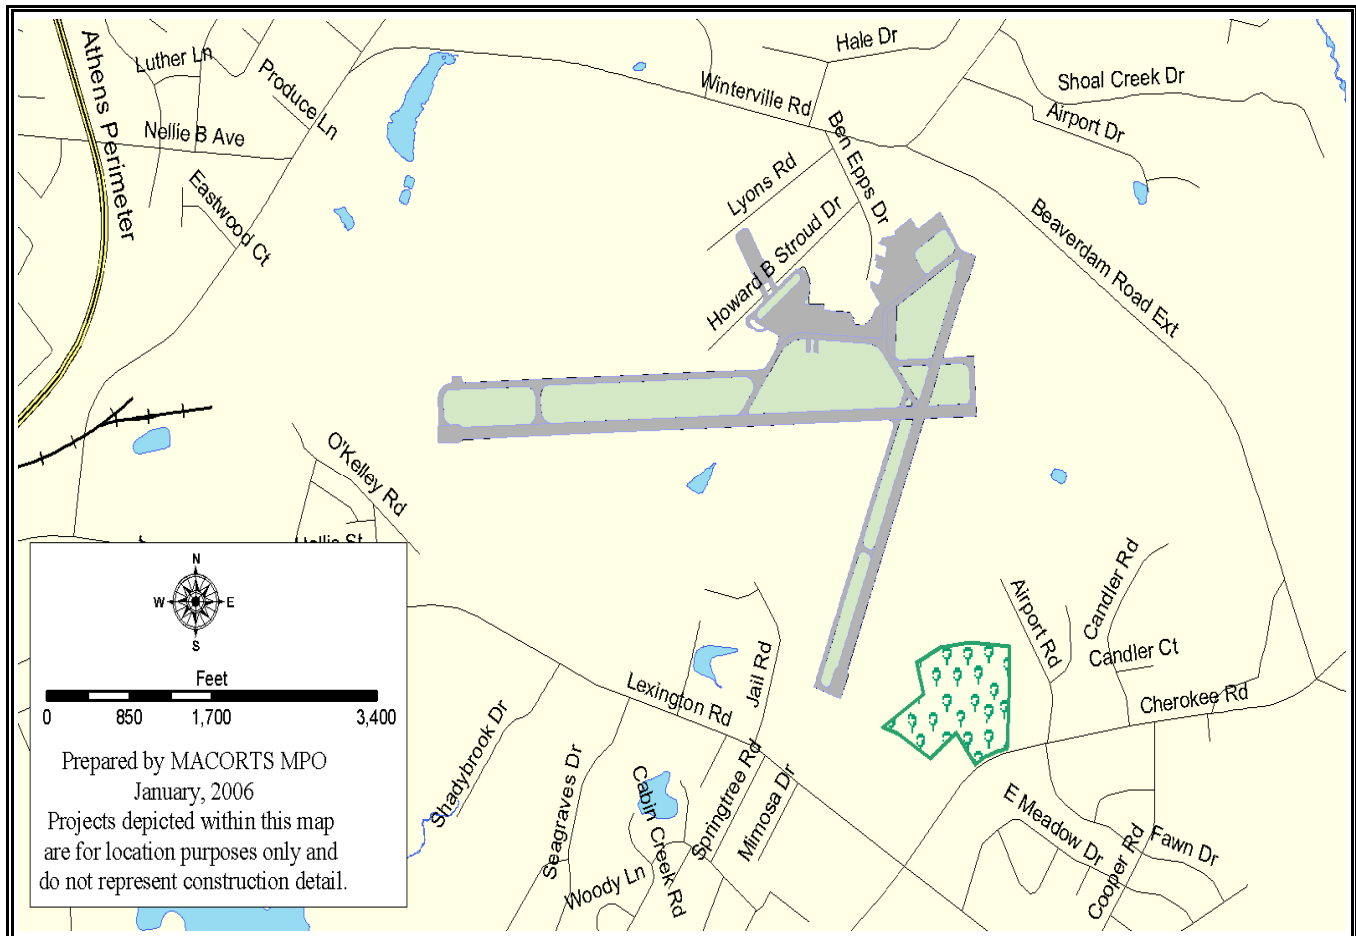 Hale Dr
Luther Ln
Athens Perimeter
Produce Ln
Winterville Rd
Shoal Creek Dr
Airport Dr
Nellie B Ave
Ben Epps Dr
Lyons Rd
Eastwood Ct
Howard B Stroud Dr
Beaverdam Road Ext
O'Kelley Rd
Hollis St
N
W
E
S
Feet
0 850 1,700 3,400
Prepared by MACORTS MPO
January, 2006
Projects depicted within this map
are for location purposes only and
do not represent construction detail.
Candler Rd
Airport Rd
Candler Ct
Cherokee Rd
Jail Rd
Lexington Rd
Shadybrook Dr
Seagraves Dr
Cabin Creek Rd
Springtree Rd
Mimosa Dr
Woody Ln
E Meadow Dr
Fawn Dr
Cooper Rd